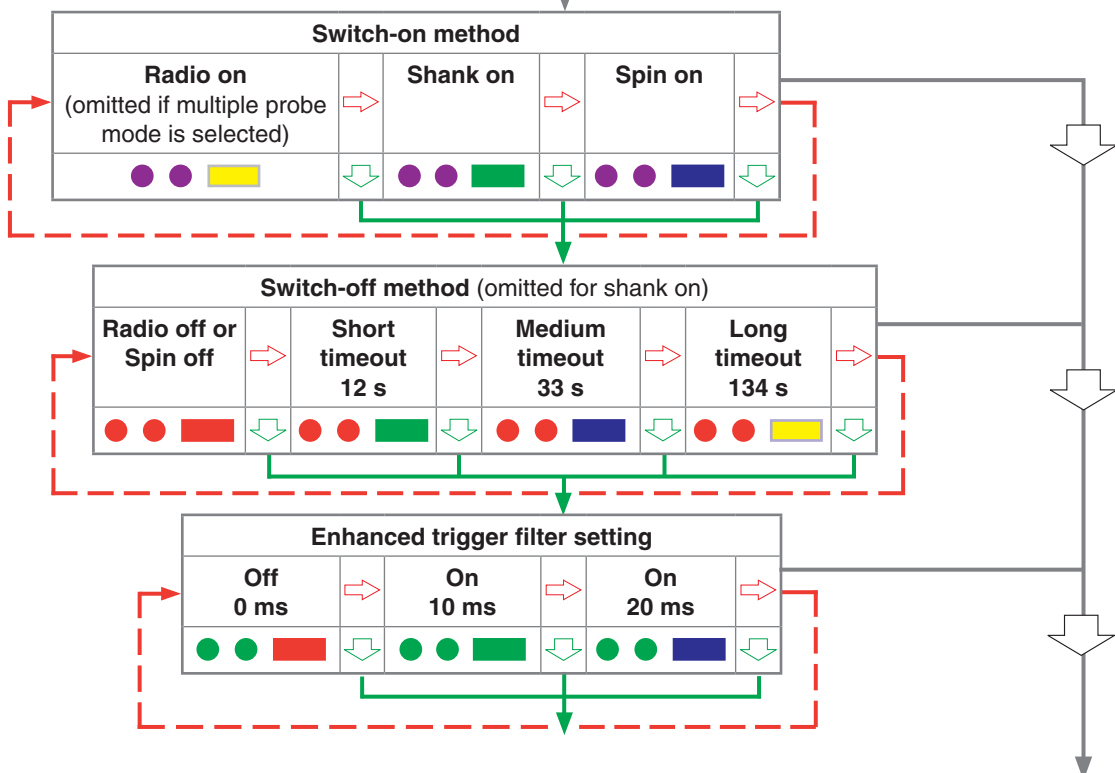 Switch-on method
Radio on
(omitted if multiple probe
mode is selected)
Shank on
Spin on
Switch-off method (omitted for shank on)
Radio off or
Spin off
Short
timeout
12 s
Medium
timeout
33 s
Long
timeout
134 s
Enhanced trigger filter setting
Off
0 ms
On
10 ms
On
20 ms